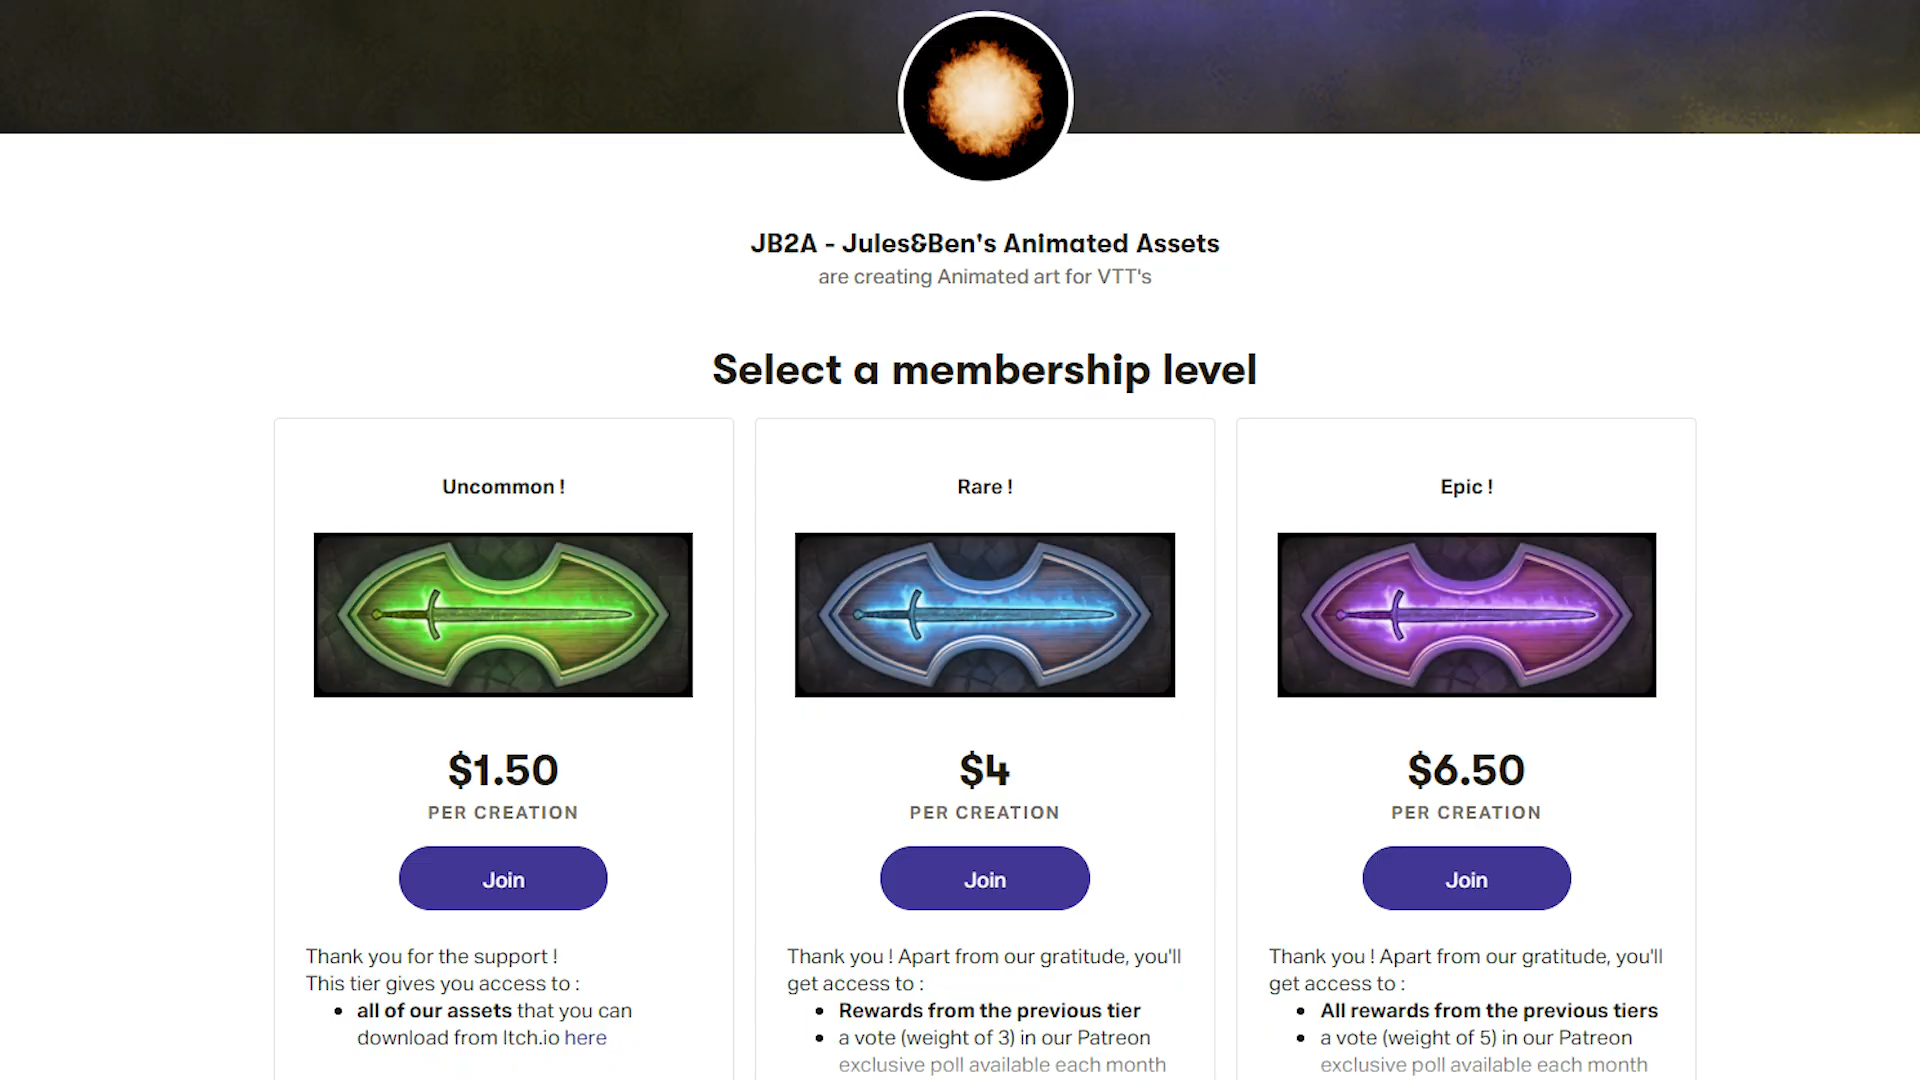 JB2A - Jules&Ben's Animated Assets
are creating Animated art for VTT's
Select a membership level
Uncommon !
$1.50
PER CREATION
Join
Thank you for the support !
This tier gives you access to :
all of our assets that you can
download from Itch.io here
Rare !
$4
PER CREATION
Join
Thank you ! Apart from our gratitude, you'll
get access to :
Rewards from the previous tier
a vote (weight of 3) in our Patreon
exclusive poll available each month
Epic !
$6.50
PER CREATION
Join
Thank you ! Apart from our gratitude, you'll
get access to :
All rewards from the previous tiers
a vote (weight of 5) in our Patreon
exclusive poll available each month